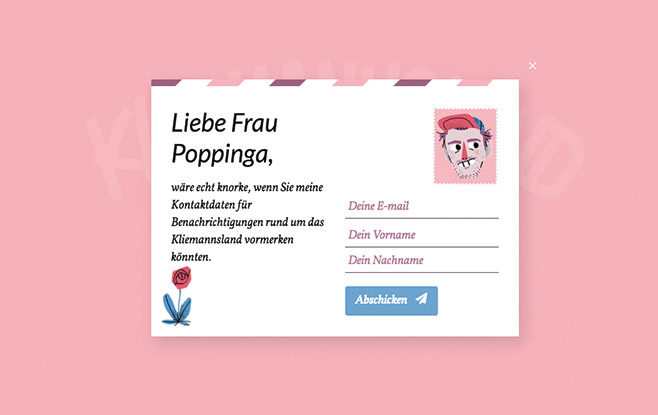 Liebe Frau
Poppinga,
wäre echt knorke, wenn Sie meine
Kontaktdaten für
Benachrichtigungen rund um das
Kliemannsland vormerken
könnten.
Deine E-mail
Dein Vorname
Dein Nachname
Abschicken